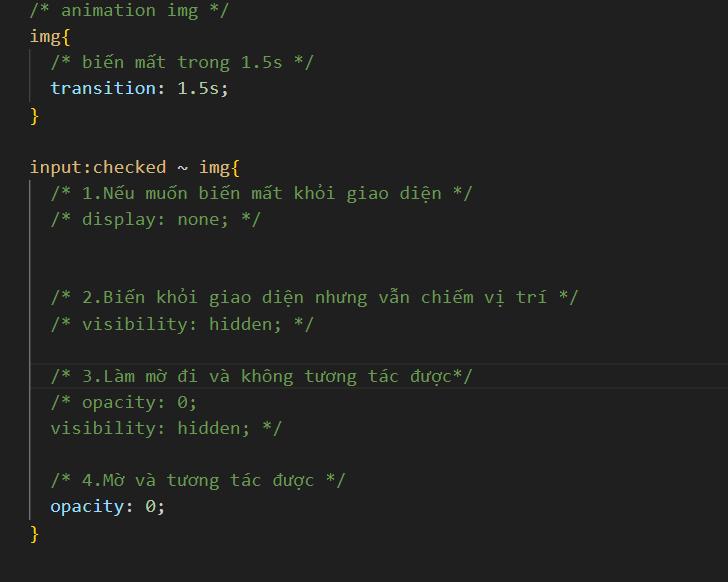 /* animation img */
img{
/* biến mất trong 1.5s */
transition: 1.5s;
}
input:checked ~ img{
/* 1.Nếu muốn biến mất khỏi giao diện */
/* display: none; */
/* 2.Biến khỏi giao diện nhưng vẫn chiếm vị trí */
/* visibility: hidden; */
/* 3.Làm mờ đi và không tương tác được*/
/* opacity: 0;
visibility: hidden; */
/* 4.Mờ và tương tác được */
opacity: 0;
}